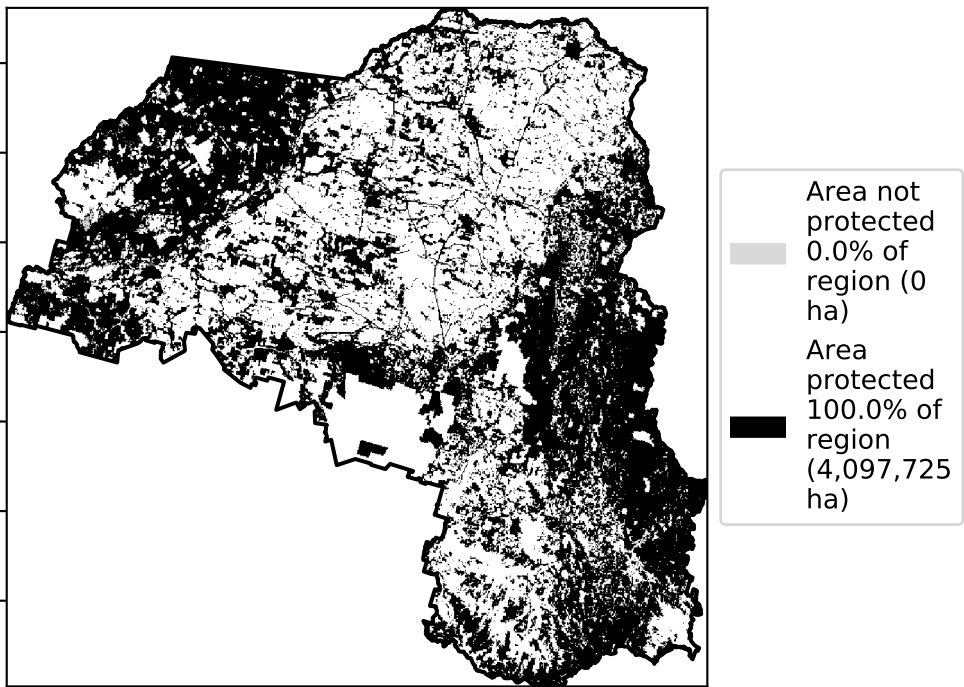 Area not
protected
0.0% of
region (0
ha)
Area
protected
100.0% of
region
(4,097,725
ha)